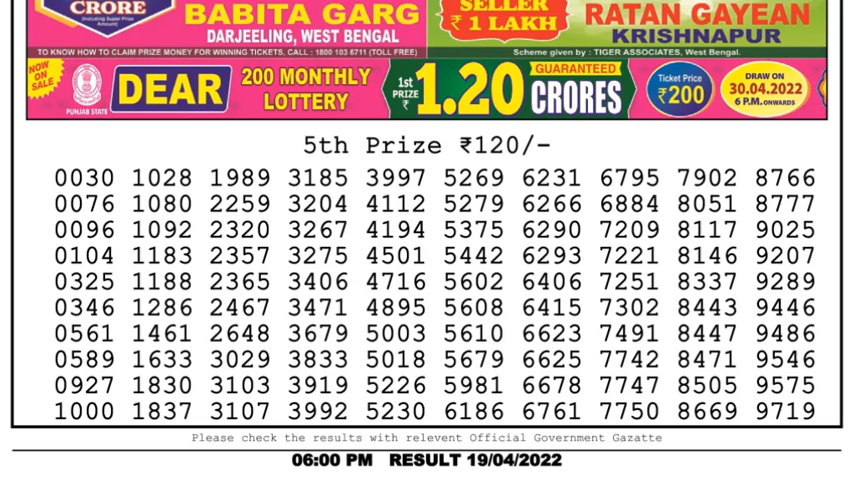 CRORE
(Including Super Prize Amount)
BABITA GARG
DARJEELING, WEST BENGAL
SELLER
₹ 1 LAKH
RATAN GAYEAN
KRISHNAPUR
TO KNOW HOW TO CLAIM PRIZE MONEY FOR WINNING TICKETS, CALL : 1800 103 6711 (TOLL FREE)
Scheme given by : TIGER ASSOCIATES, West Bengal.
NOW ON SALE
PUNJAB STATE
DEAR
200 MONTHLY
LOTTERY
1st PRIZE ₹
1.20
GUARANTEED
CRORES
Ticket Price
₹200
DRAW ON
30.04.2022
6 P.M. ONWARDS
5th Prize ₹120/-
0030 1028 1989 3185 3997 5269 6231 6795 7902 8766
0076 1080 2259 3204 4112 5279 6266 6884 8051 8777
0096 1092 2320 3267 4194 5375 6290 7209 8117 9025
0104 1183 2357 3275 4501 5442 6293 7221 8146 9207
0325 1188 2365 3406 4716 5602 6406 7251 8337 9289
0346 1286 2467 3471 4895 5608 6415 7302 8443 9446
0561 1461 2648 3679 5003 5610 6623 7491 8447 9486
0589 1633 3029 3833 5018 5679 6625 7742 8471 9546
0927 1830 3103 3919 5226 5981 6678 7747 8505 9575
1000 1837 3107 3992 5230 6186 6761 7750 8669 9719
Please check the results with relevent Official Government Gazatte
06:00 PM RESULT 19/04/2022